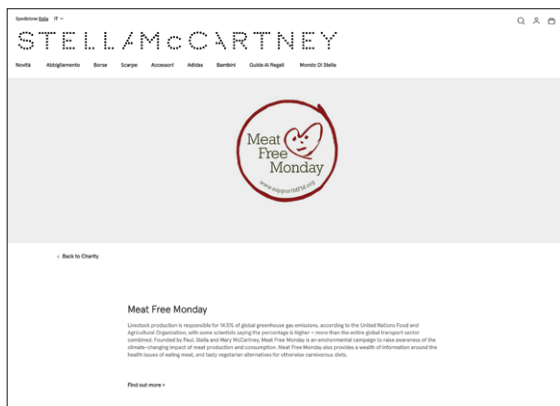 Spedizione Italia IT
STELLA McCARTNEY
Novità Abbigliamento Borse Scarpe Accessori Adidas Bambini Guida Ai Regali Mondo Di Stella
Meat
Free
Monday
www.supportMFM.org
‹ Back to Charity
Meat Free Monday
Livestock production is responsible for 14.5% of global greenhouse gas emissions, according to the United Nations Food and
Agricultural Organization, with some scientists saying the percentage is higher – more than the entire global transport sector
combined. Founded by Paul, Stella and Mary McCartney, Meat Free Monday is an environmental campaign to raise awareness of the
climate-changing impact of meat production and consumption. Meat Free Monday also provides a wealth of information around the
health issues of eating meat, and tasty vegetarian alternatives for otherwise carnivorous diets.
Find out more ›